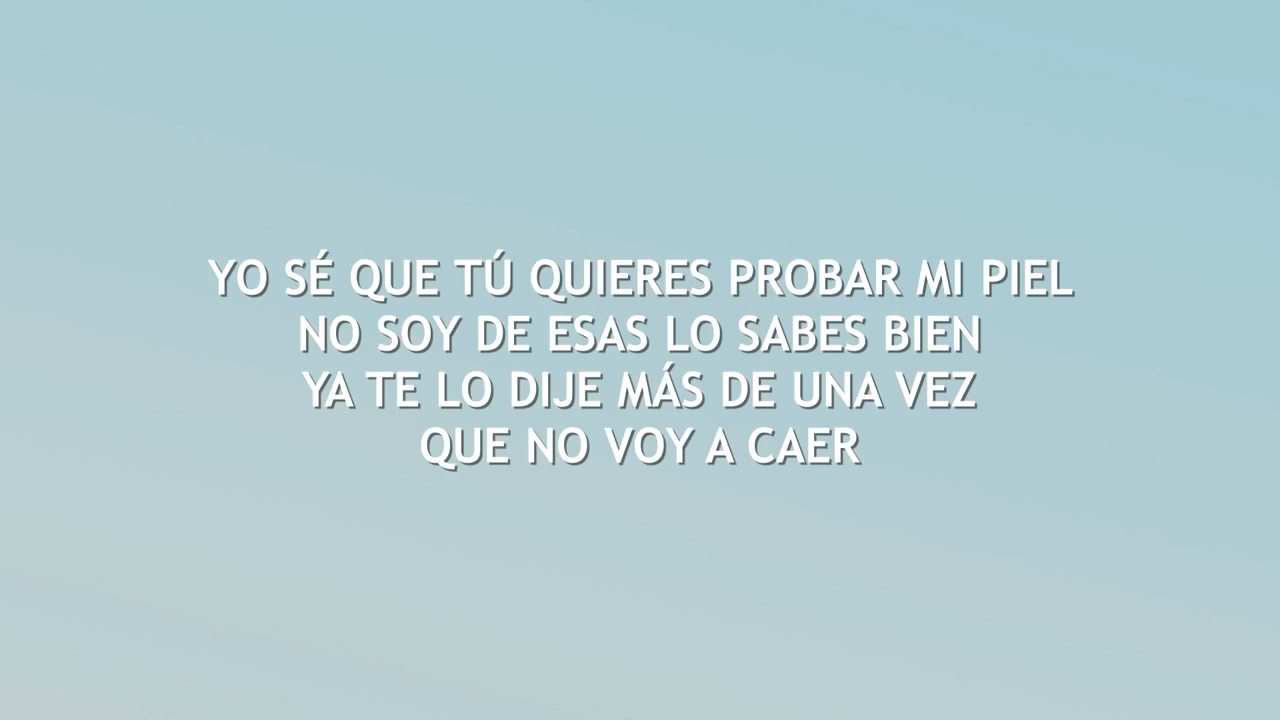 YO SÉ QUE TÚ QUIERES PROBAR MI PIEL
NO SOY DE ESAS LO SABES BIEN
YA TE LO DIJE MÁS DE UNA VEZ
QUE NO VOY A CAER